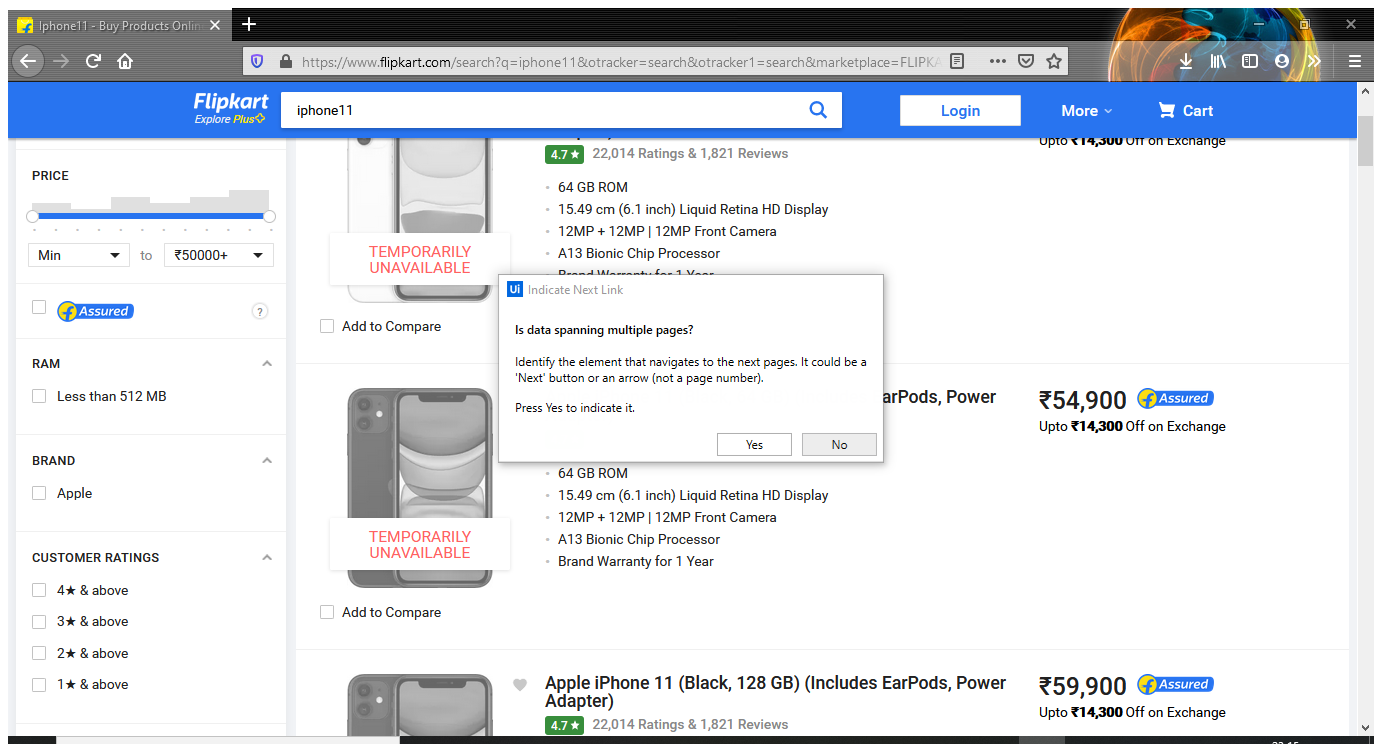 iphone11 - Buy Products Onlin
https://www.flipkart.com/search?q=iphone11&otracker=search&otracker1=search&marketplace=FLIPKA
Flipkart
Explore Plus
iphone11
Login
More
Cart
PRICE
Min
to
₹50000+
Assured
?
RAM
Less than 512 MB
BRAND
Apple
CUSTOMER RATINGS
4★ & above
3★ & above
2★ & above
1★ & above
4.7★ 22,014 Ratings & 1,821 Reviews
64 GB ROM
15.49 cm (6.1 inch) Liquid Retina HD Display
12MP + 12MP | 12MP Front Camera
A13 Bionic Chip Processor
Brand Warranty for 1 Year
Upto ₹14,300 Off on Exchange
TEMPORARILY
UNAVAILABLE
Add to Compare
Ui Indicate Next Link
Is data spanning multiple pages?
Identify the element that navigates to the next pages. It could be a
'Next' button or an arrow (not a page number).
Press Yes to indicate it.
Yes
No
arPods, Power
64 GB ROM
15.49 cm (6.1 inch) Liquid Retina HD Display
12MP + 12MP | 12MP Front Camera
A13 Bionic Chip Processor
Brand Warranty for 1 Year
₹54,900 Assured
Upto ₹14,300 Off on Exchange
TEMPORARILY
UNAVAILABLE
Add to Compare
Apple iPhone 11 (Black, 128 GB) (Includes EarPods, Power
Adapter)
4.7★ 22,014 Ratings & 1,821 Reviews
₹59,900 Assured
Upto ₹14,300 Off on Exchange